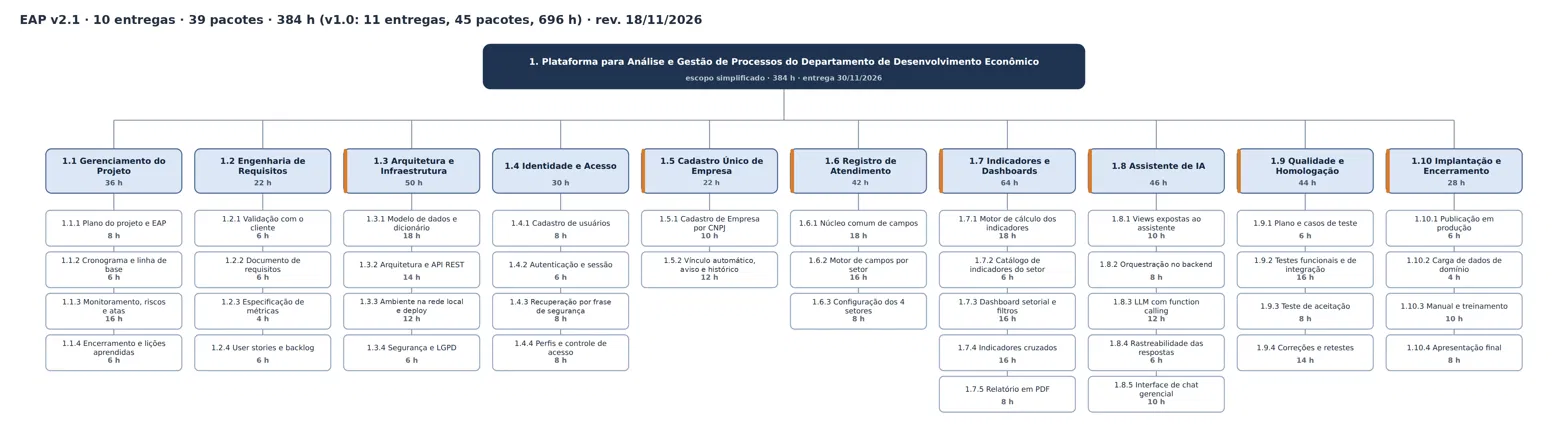 EAP v2.1 · 10 entregas · 39 pacotes · 384 h (v1.0: 11 entregas, 45 pacotes, 696 h) · rev. 18/11/2026
1. Plataforma para Análise e Gestão de Processos do Departamento de Desenvolvimento Econômico
escopo simplificado · 384 h · entrega 30/11/2026
1.1 Gerenciamento do
Projeto
36 h
1.1.1 Plano do projeto e EAP
8 h
1.1.2 Cronograma e linha de
base
6 h
1.1.3 Monitoramento, riscos
e atas
16 h
1.1.4 Encerramento e lições
aprendidas
6 h
1.2 Engenharia de
Requisitos
22 h
1.2.1 Validação com o
cliente
6 h
1.2.2 Documento de
requisitos
6 h
1.2.3 Especificação de
métricas
4 h
1.2.4 User stories e backlog
6 h
1.3 Arquitetura e
Infraestrutura
50 h
1.3.1 Modelo de dados e
dicionário
18 h
1.3.2 Arquitetura e API REST
14 h
1.3.3 Ambiente na rede local
e deploy
12 h
1.3.4 Segurança e LGPD
6 h
1.4 Identidade e Acesso
30 h
1.4.1 Cadastro de usuários
8 h
1.4.2 Autenticação e sessão
6 h
1.4.3 Recuperação por frase
de segurança
8 h
1.4.4 Perfis e controle de
acesso
8 h
1.5 Cadastro Único de
Empresa
22 h
1.5.1 Cadastro de Empresa
por CNPJ
10 h
1.5.2 Vínculo automático,
aviso e histórico
12 h
1.6 Registro de
Atendimento
42 h
1.6.1 Núcleo comum de campos
18 h
1.6.2 Motor de campos por
setor
16 h
1.6.3 Configuração dos 4
setores
8 h
1.7 Indicadores e
Dashboards
64 h
1.7.1 Motor de cálculo dos
indicadores
18 h
1.7.2 Catálogo de
indicadores do setor
6 h
1.7.3 Dashboard setorial e
filtros
16 h
1.7.4 Indicadores cruzados
16 h
1.7.5 Relatório em PDF
8 h
1.8 Assistente de IA
46 h
1.8.1 Views expostas ao
assistente
10 h
1.8.2 Orquestração no backend
8 h
1.8.3 LLM com function
calling
12 h
1.8.4 Rastreabilidade das
respostas
6 h
1.8.5 Interface de chat
gerencial
10 h
1.9 Qualidade e
Homologação
44 h
1.9.1 Plano e casos de teste
6 h
1.9.2 Testes funcionais e de
integração
16 h
1.9.3 Teste de aceitação
8 h
1.9.4 Correções e retestes
14 h
1.10 Implantação e
Encerramento
28 h
1.10.1 Publicação em
produção
6 h
1.10.2 Carga de dados de
domínio
4 h
1.10.3 Manual e treinamento
10 h
1.10.4 Apresentação final
8 h